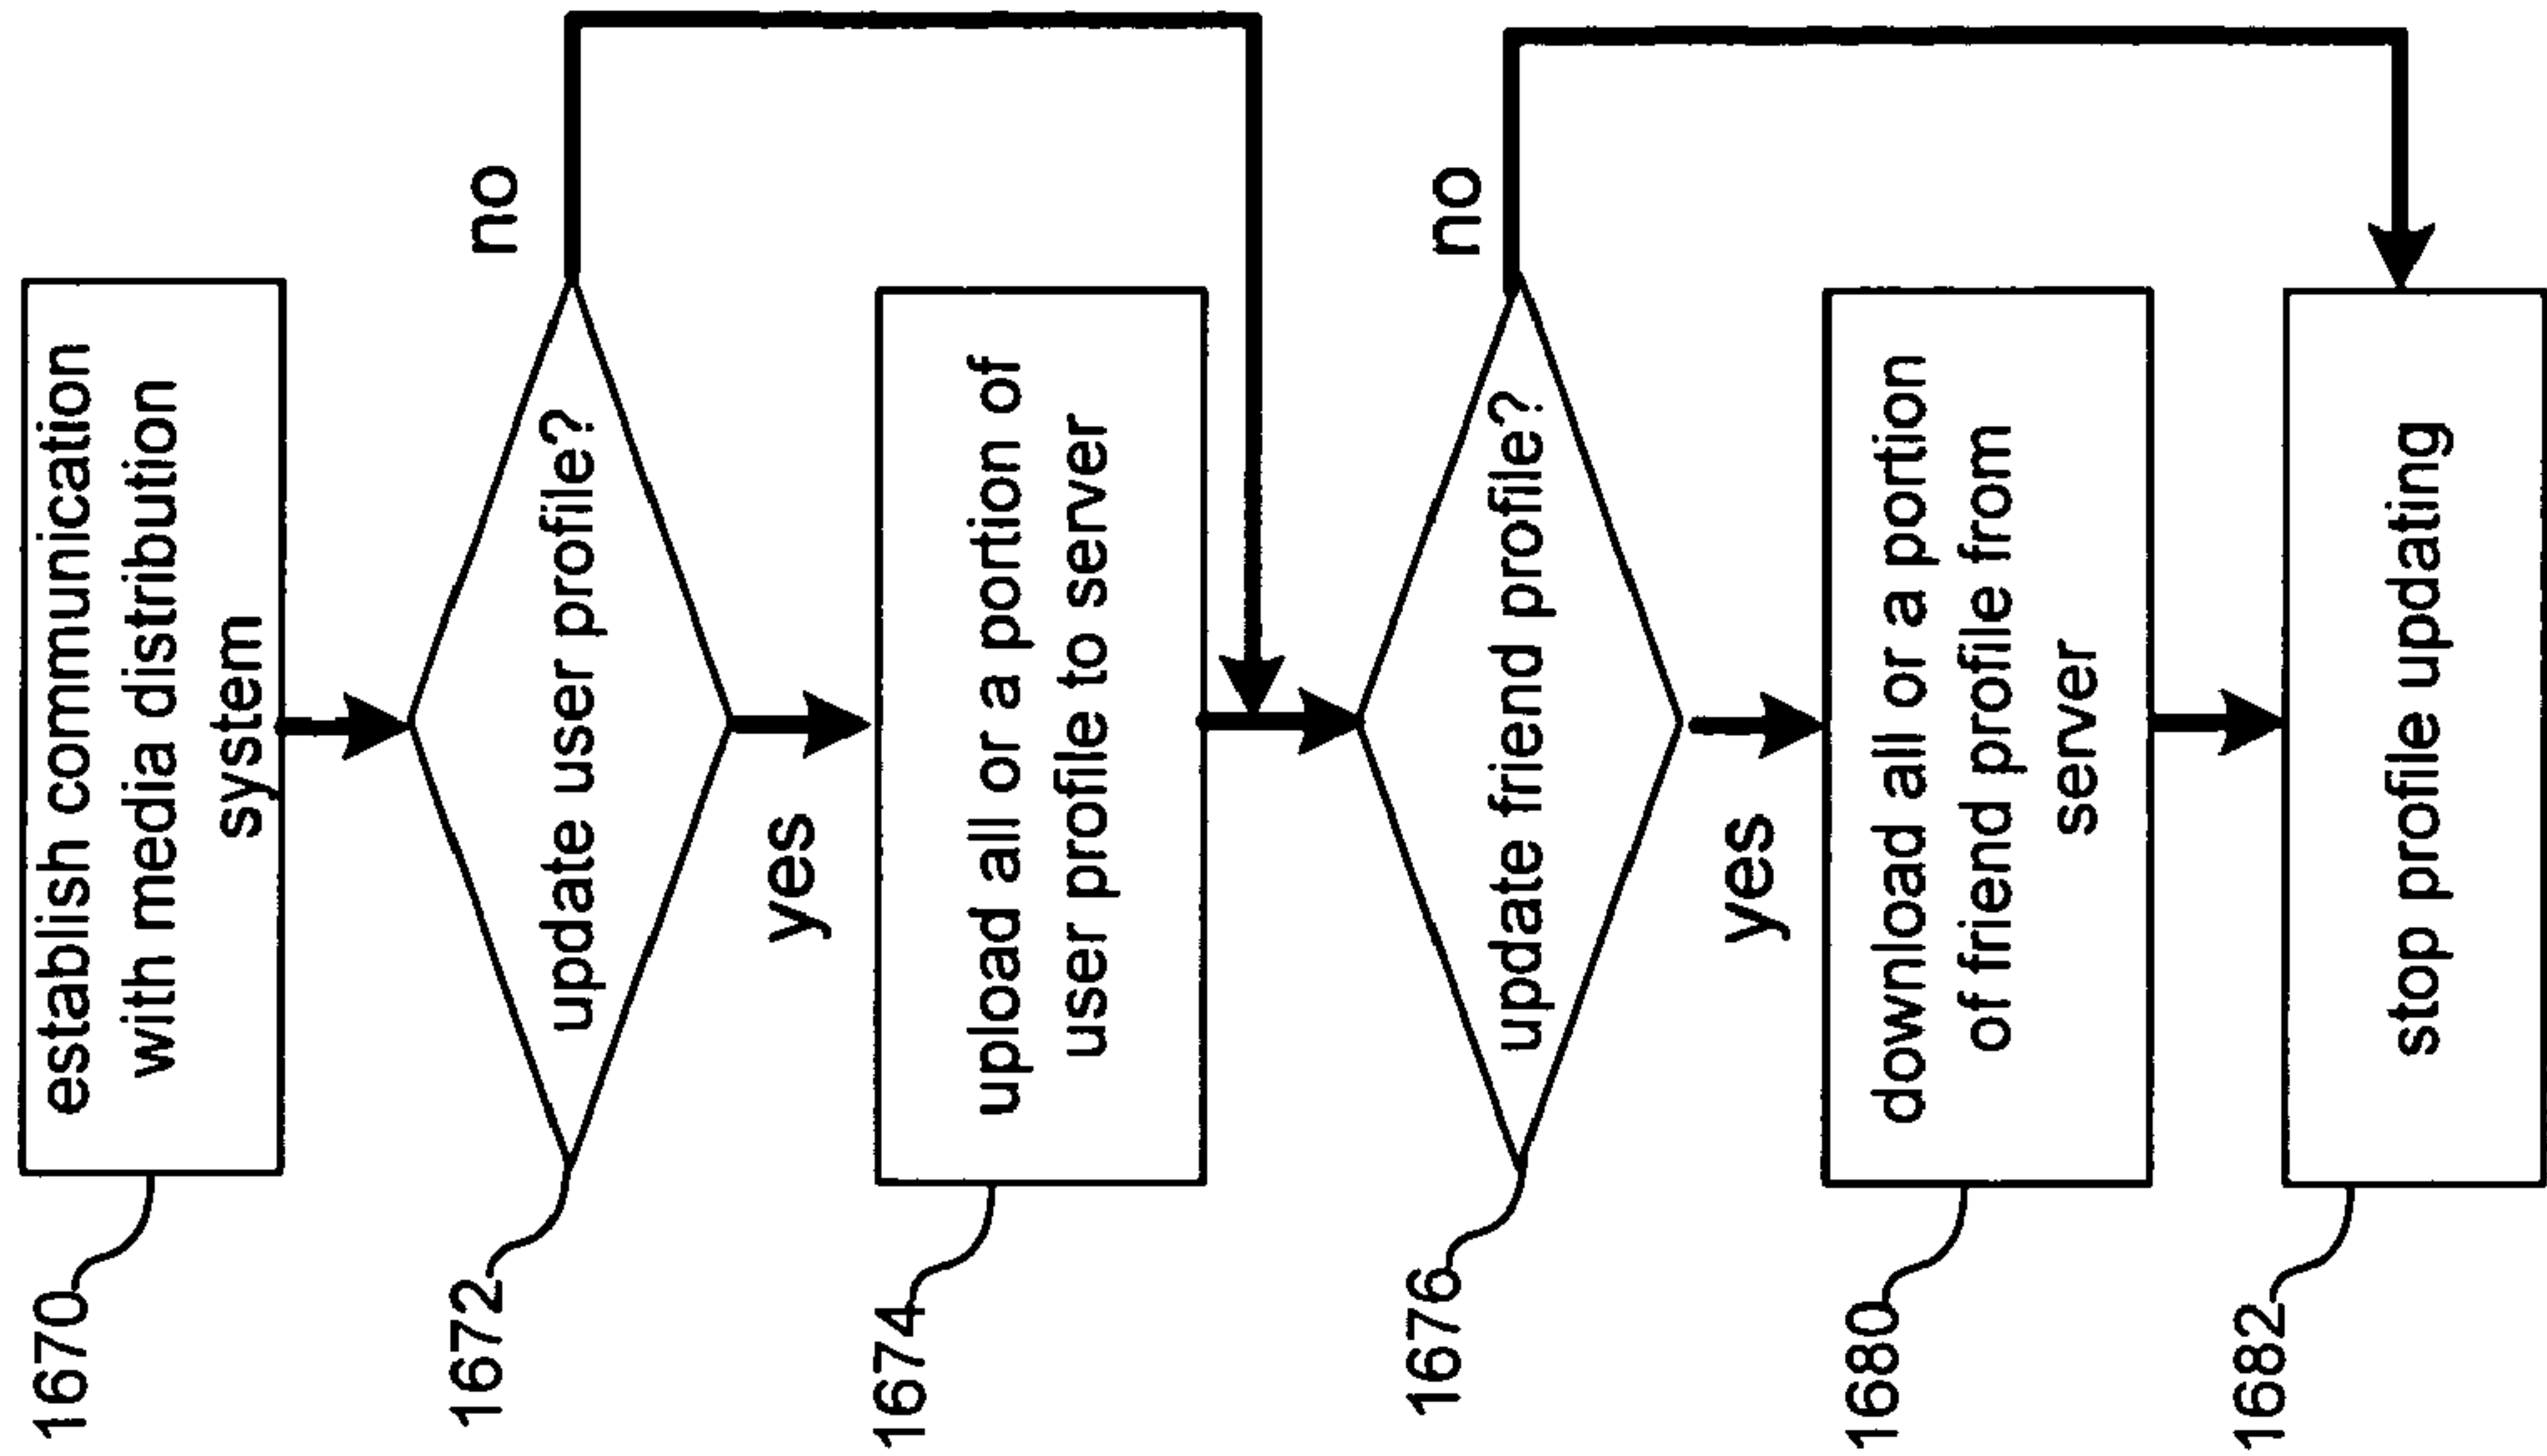 1670
establish communication
with media distribution
system
1672
update user profile?
no
yes
1674
upload all or a portion of
user profile to server
1676
update friend profile?
no
yes
1680
download all or a portion
of friend profile from
server
1682
stop profile updating